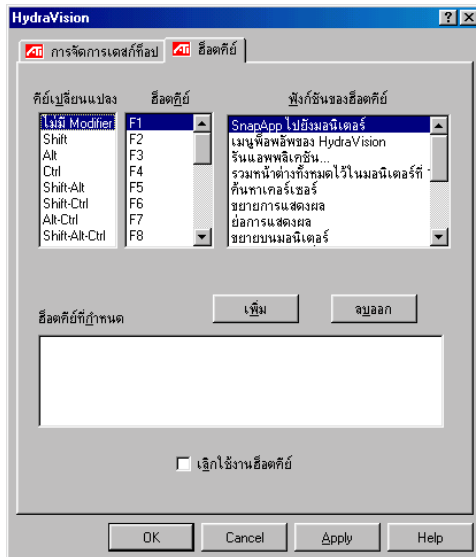 HydraVision
ATI การจัดการเดสก์ท็อป
ATI ฮ็อตคีย์
คีย์เปลี่ยนแปลง
ฮ็อตคีย์
ฟังก์ชันของฮ็อตคีย์
ไม่มี Modifier
Shift
Alt
Ctrl
Shift-Alt
Shift-Ctrl
Alt-Ctrl
Shift-Alt-Ctrl
F1
F2
F3
F4
F5
F6
F7
F8
SnapApp ไปยังมอนิเตอร์
เมนูพ็อพอัพของ HydraVision
รันแอพพลิเคชัน...
รวมหน้าต่างทั้งหมดไว้ในมอนิเตอร์ที่
ค้นหาเคอร์เซอร์
ขยายการแสดงผล
ย่อการแสดงผล
ขยายบนมอนิเตอร์
ฮ็อตคีย์ที่กำหนด
เพิ่ม
ลบออก
เลิกใช้งานฮ็อตคีย์
OK
Cancel
Apply
Help